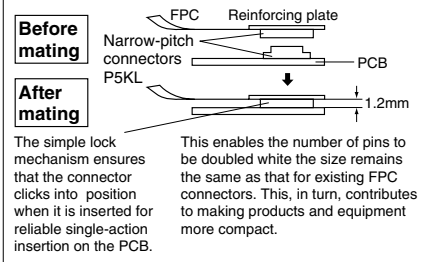 Before
mating
FPC
Reinforcing plate
Narrow-pitch
connectors
P5KL
PCB
After
mating
1.2mm
The simple lock
mechanism ensures
that the connector
clicks into position
when it is inserted for
reliable single-action
insertion on the PCB.
This enables the number of pins to
be doubled white the size remains
the same as that for existing FPC
connectors. This, in turn, contributes
to making products and equipment
more compact.